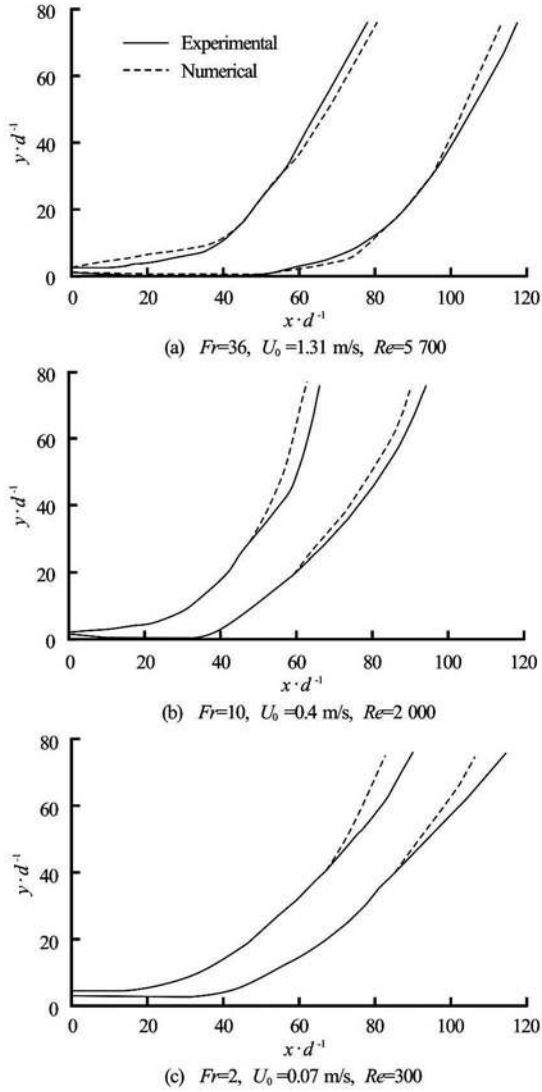 80
60
40
20
0
y·d⁻¹
Experimental
Numerical
0 20 40 60 80 100 120
x·d⁻¹
(a) Fr=36, U₀=1.31 m/s, Re=5 700
80
60
40
20
0
y·d⁻¹
0 20 40 60 80 100 120
x·d⁻¹
(b) Fr=10, U₀=0.4 m/s, Re=2 000
80
60
40
20
0
y·d⁻¹
0 20 40 60 80 100 120
x·d⁻¹
(c) Fr=2, U₀=0.07 m/s, Re=300